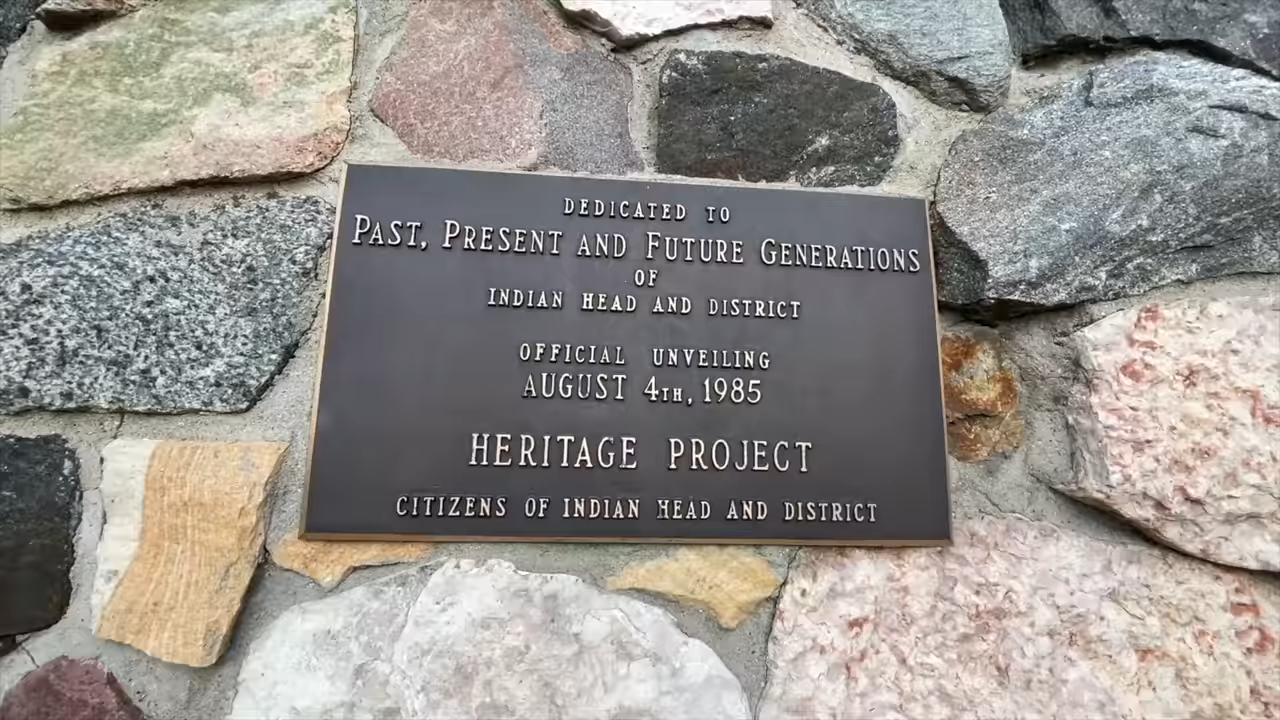 DEDICATED TO
PAST, PRESENT AND FUTURE GENERATIONS
OF
INDIAN HEAD AND DISTRICT
OFFICIAL UNVEILING
AUGUST 4TH, 1985
HERITAGE PROJECT
CITIZENS OF INDIAN HEAD AND DISTRICT